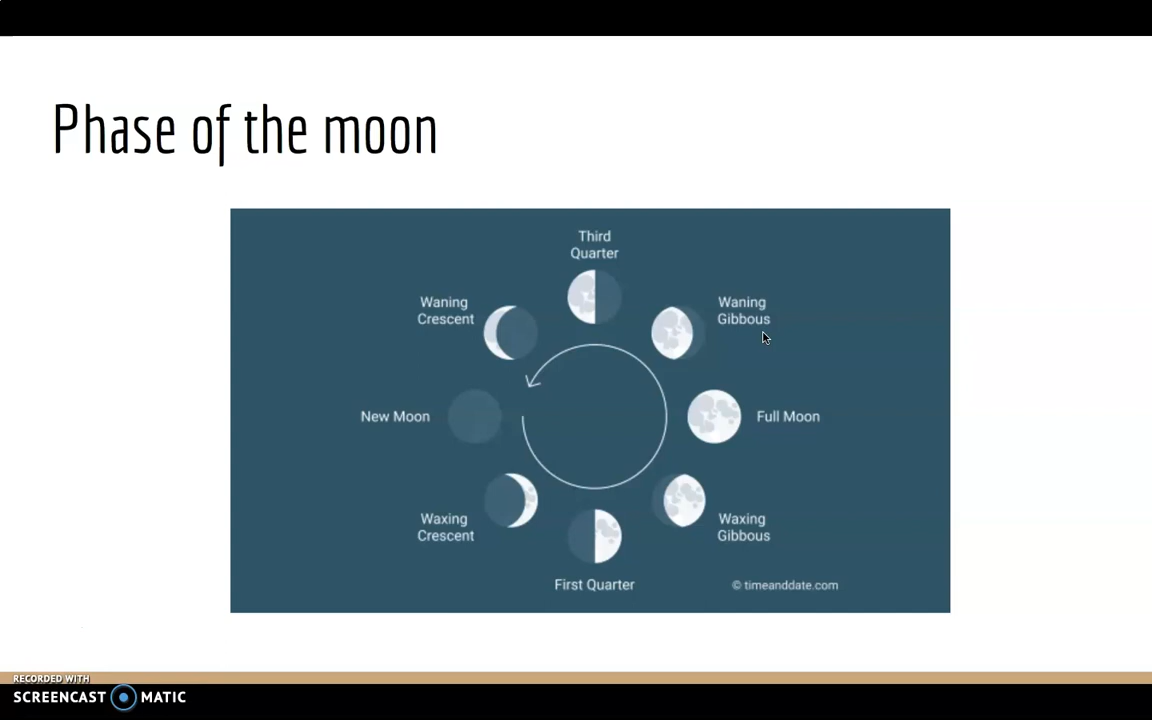 Phase of the moon
Third
Quarter
Waning
Crescent
Waning
Gibbous
New Moon
Full Moon
Waxing
Crescent
Waxing
Gibbous
First Quarter
© timeanddate.com
RECORDED WITH
SCREENCAST MATIC